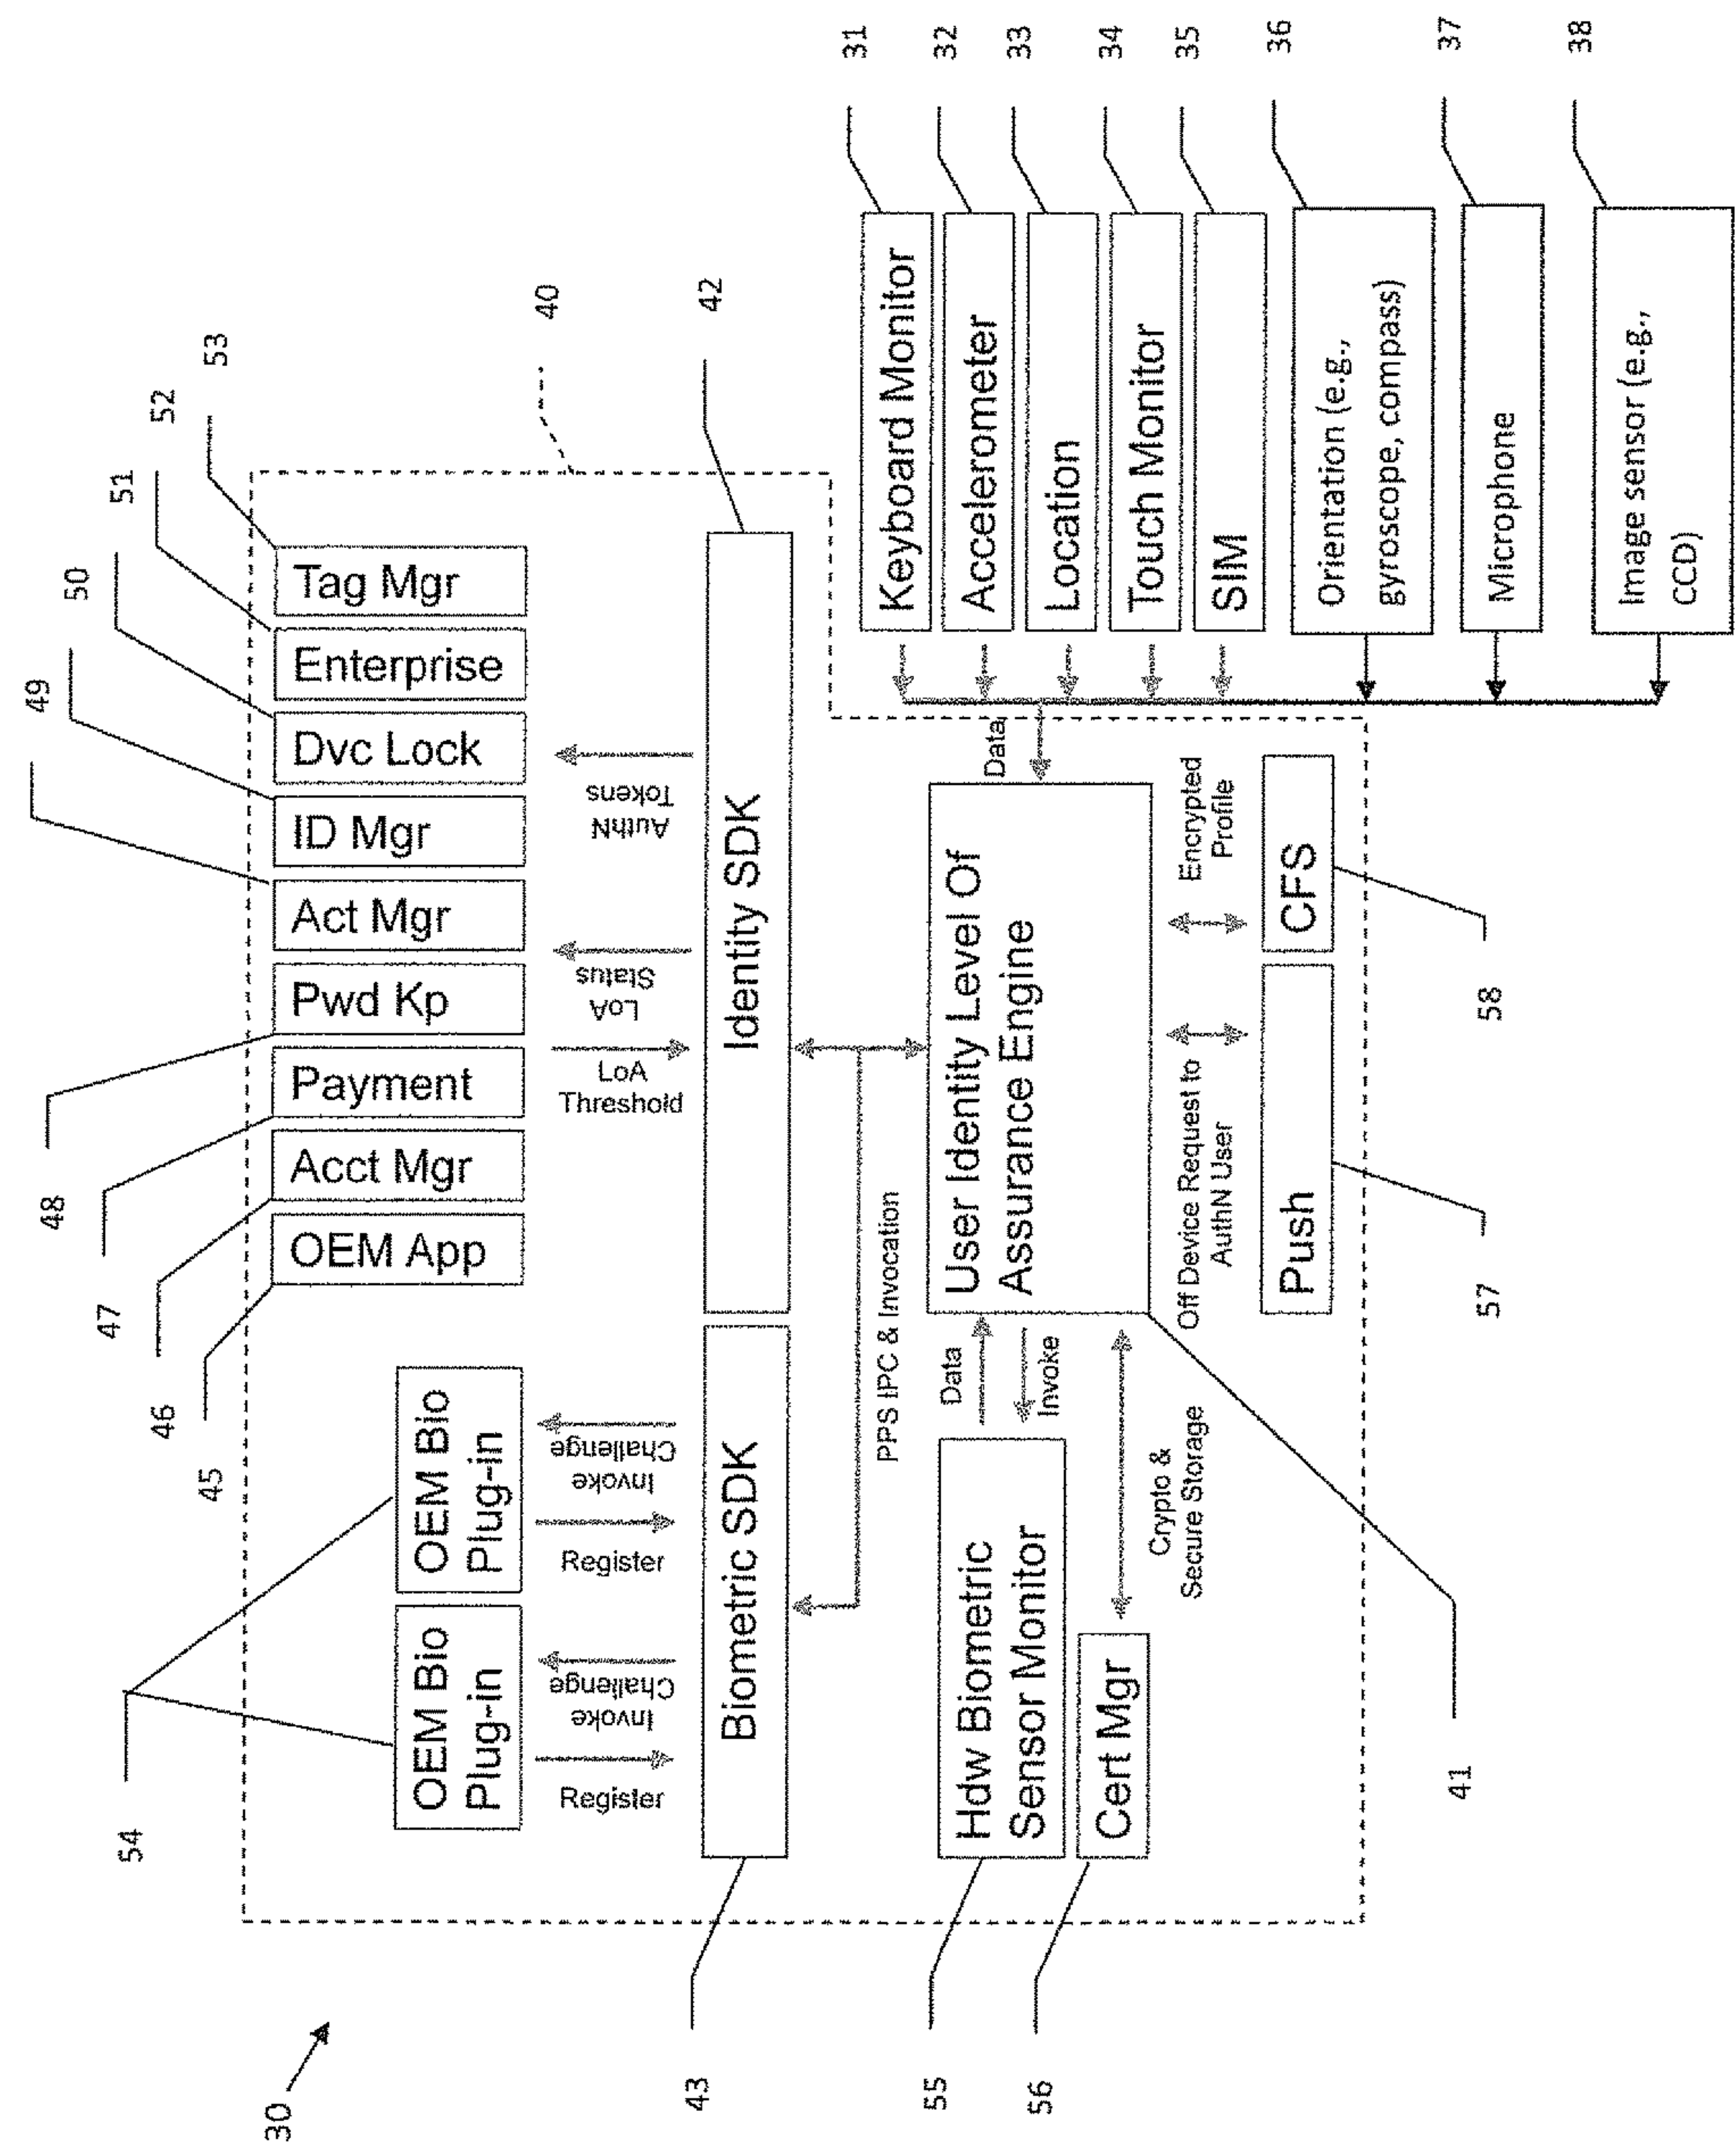 48
49
47
50
54
46
51
52
45
53
30
OEM App
Acct Mgr
Payment
Pwd Kp
Act Mgr
ID Mgr
Dvc Lock
Enterprise
Tag Mgr
40
OEM Bio
Plug-in
OEM Bio
Plug-in
Register
Invoke
Challenge
Register
Invoke
Challenge
LoA
Threshold
LoA
Status
AuthN
Tokens
43
Biometric SDK
Identity SDK
42
PPS IPC & Invocation
31
Keyboard Monitor
32
Accelerometer
33
Location
34
Touch Monitor
35
SIM
36
Orientation (e.g.,
gyroscope, compass)
37
Microphone
38
Image sensor (e.g.,
CCD)
55
Hdw Biometric
Sensor Monitor
Data
Invoke
User Identity Level Of
Assurance Engine
Data
56
Cert Mgr
Crypto &
Secure Storage
Off Device Request to
AuthN User
Encrypted
Profile
Push
CFS
41
57
58